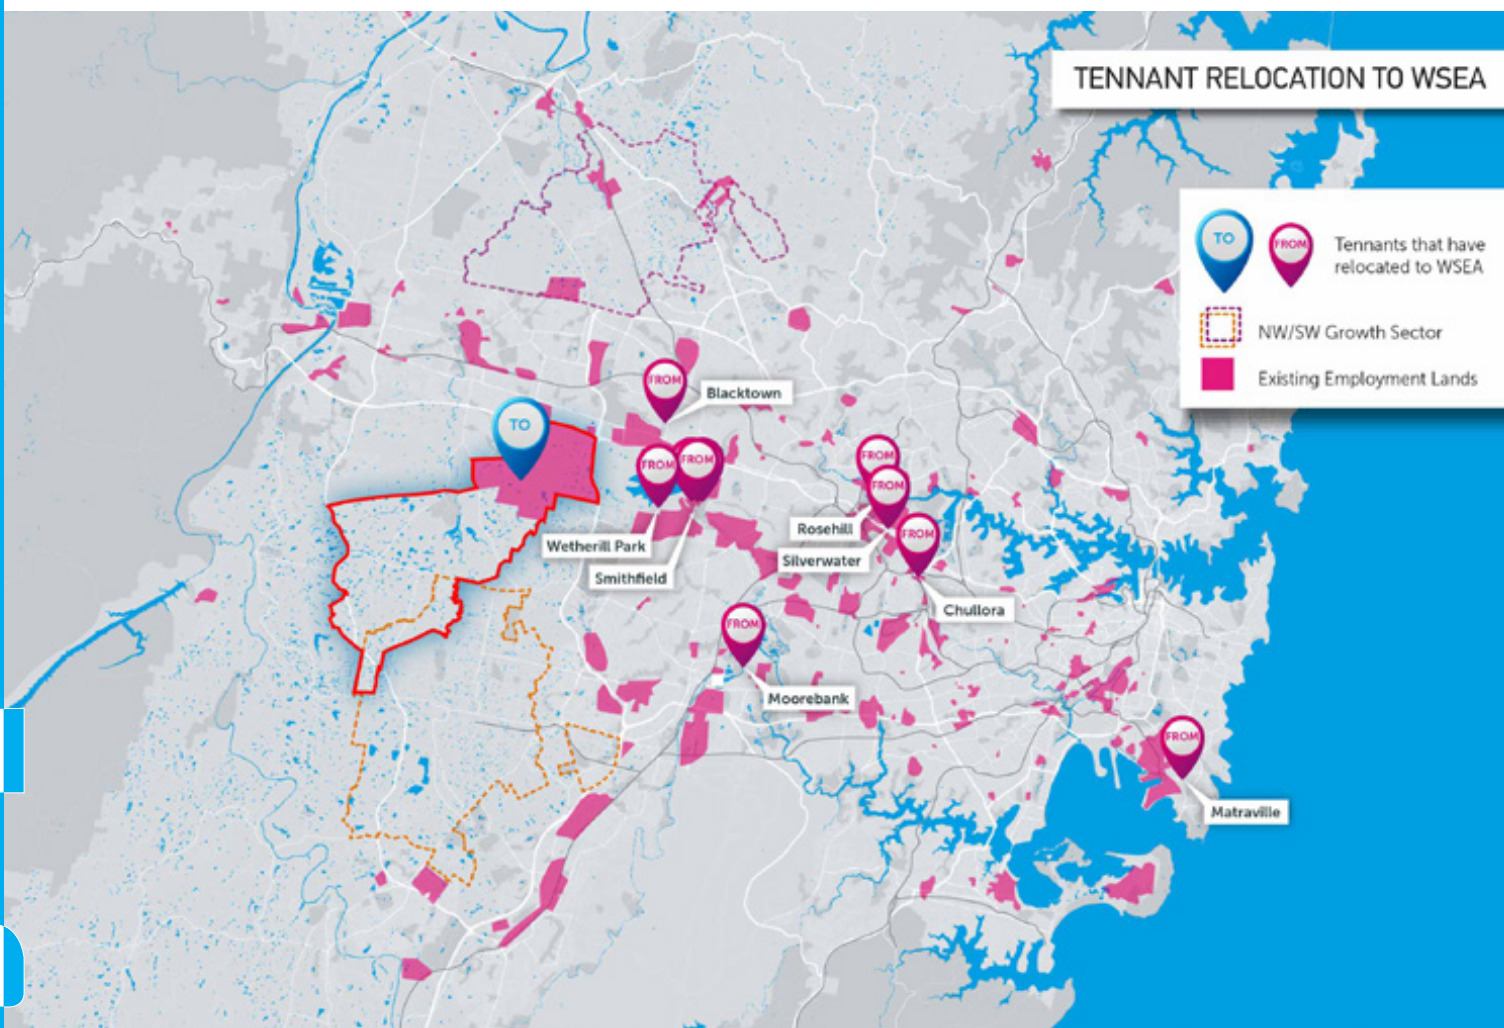 TENNANT RELOCATION TO WSEA
TO
FROM
Tennants that have
relocated to WSEA
NW/SW Growth Sector
Existing Employment Lands
FROM
Blacktown
TO
FROM
FROM
Wetherill Park
Smithfield
FROM
FROM
Rosehill
Silverwater
FROM
Chullora
FROM
Moorebank
FROM
Matraville